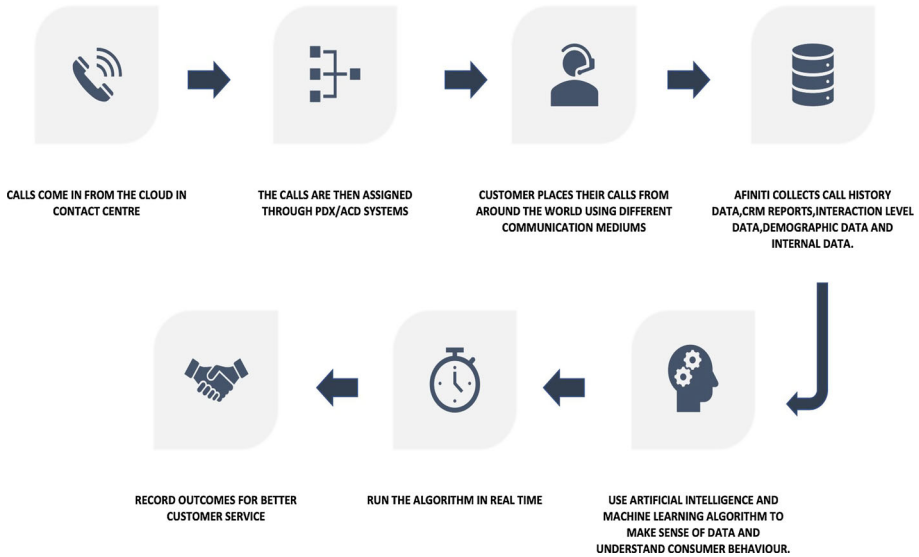 CALLS COME IN FROM THE CLOUD IN
CONTACT CENTRE
THE CALLS ARE THEN ASSIGNED
THROUGH PDX/ACD SYSTEMS
CUSTOMER PLACES THEIR CALLS FROM
AROUND THE WORLD USING DIFFERENT
COMMUNICATION MEDIUMS
AFINITI COLLECTS CALL HISTORY
DATA,CRM REPORTS,INTERACTION LEVEL
DATA,DEMOGRAPHIC DATA AND
INTERNAL DATA.
USE ARTIFICIAL INTELLIGENCE AND
MACHINE LEARNING ALGORITHM TO
MAKE SENSE OF DATA AND
UNDERSTAND CONSUMER BEHAVIOUR.
RUN THE ALGORITHM IN REAL TIME
RECORD OUTCOMES FOR BETTER
CUSTOMER SERVICE